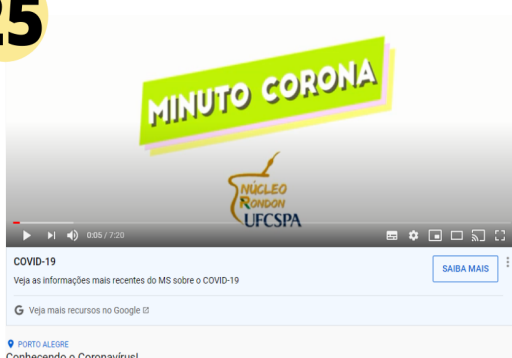 25
MINUTO CORONA
NÚCLEO
RONDON
UFCSPA
0:05 / 7:20
COVID-19
Veja as informações mais recentes do MS sobre o COVID-19
SAIBA MAIS
G Veja mais recursos no Google
PORTO ALEGRE
Conhecendo o Coronavírus!